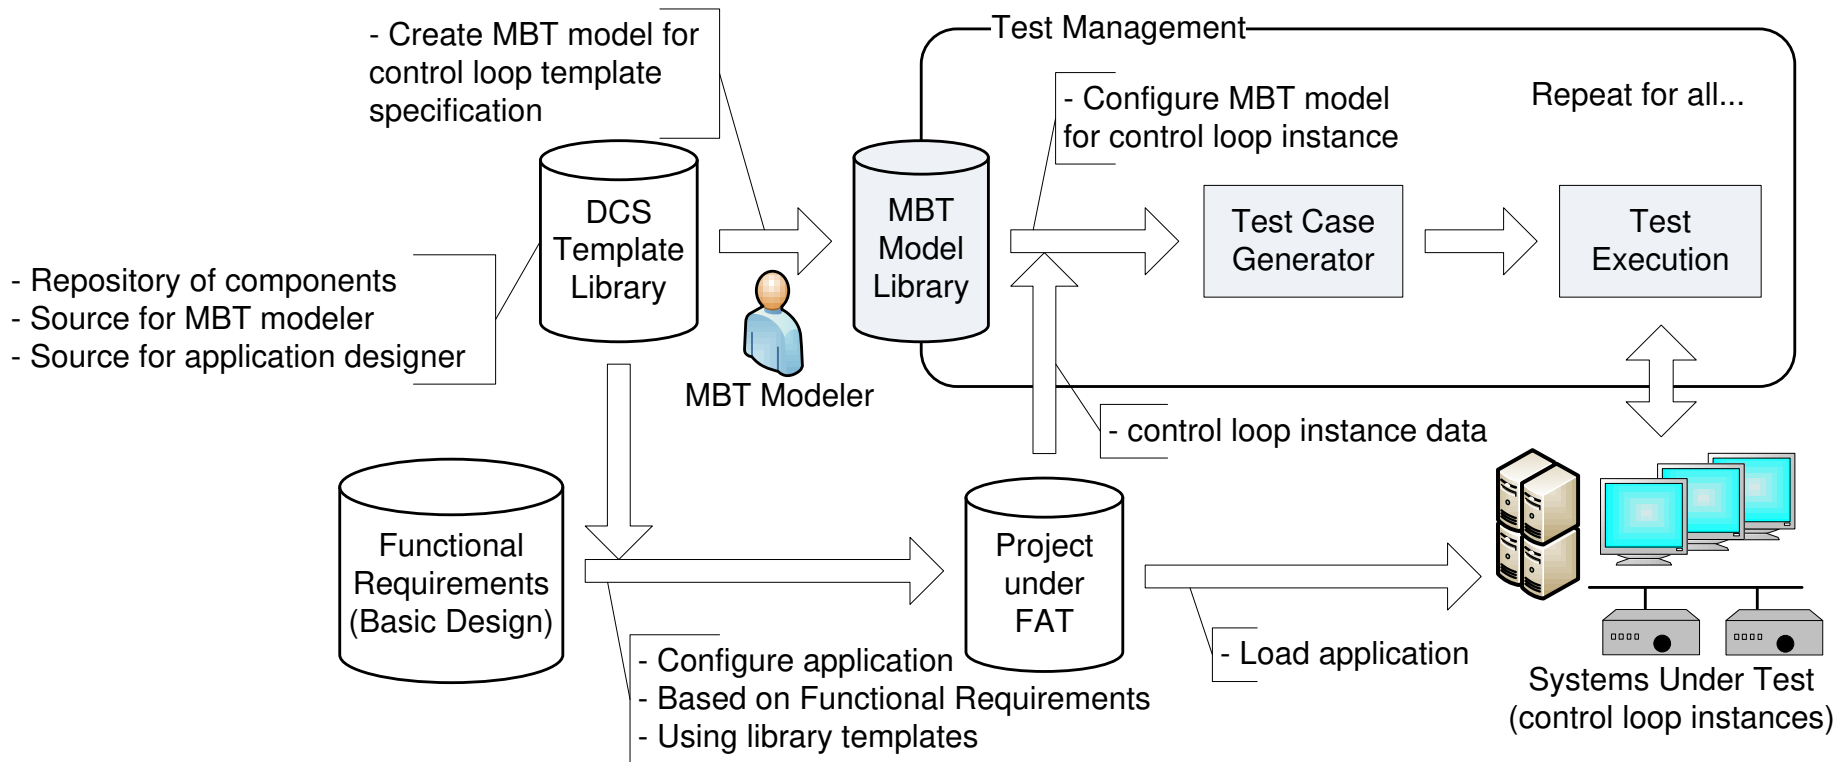 - Create MBT model for
control loop template
specification
Test Management
- Configure MBT model
for control loop instance
Repeat for all...
DCS
Template
Library
MBT
Model
Library
Test Case
Generator
Test
Execution
- Repository of components
- Source for MBT modeler
- Source for application designer
MBT Modeler
- control loop instance data
Functional
Requirements
(Basic Design)
Project
under
FAT
- Configure application
- Based on Functional Requirements
- Using library templates
- Load application
Systems Under Test
(control loop instances)